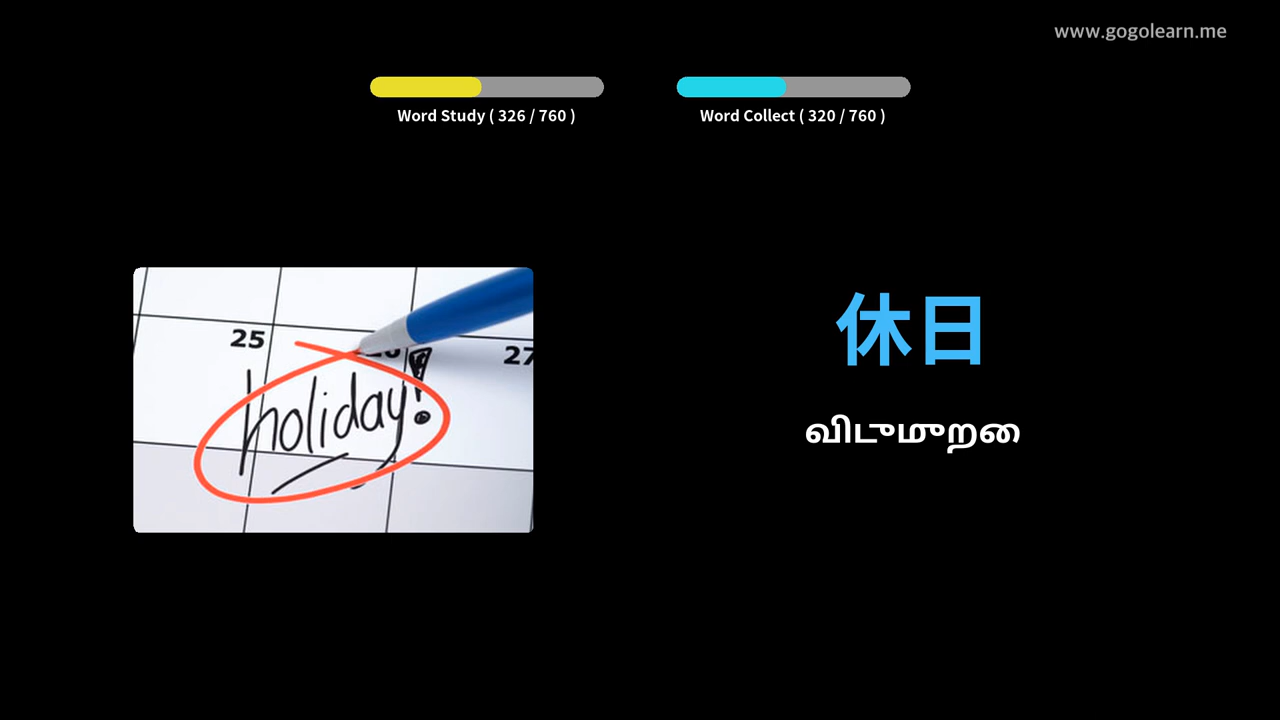 www.gogolearn.me
Word Study ( 326 / 760 )
Word Collect ( 320 / 760 )
25
27
holiday!
休日
விடுமுறை